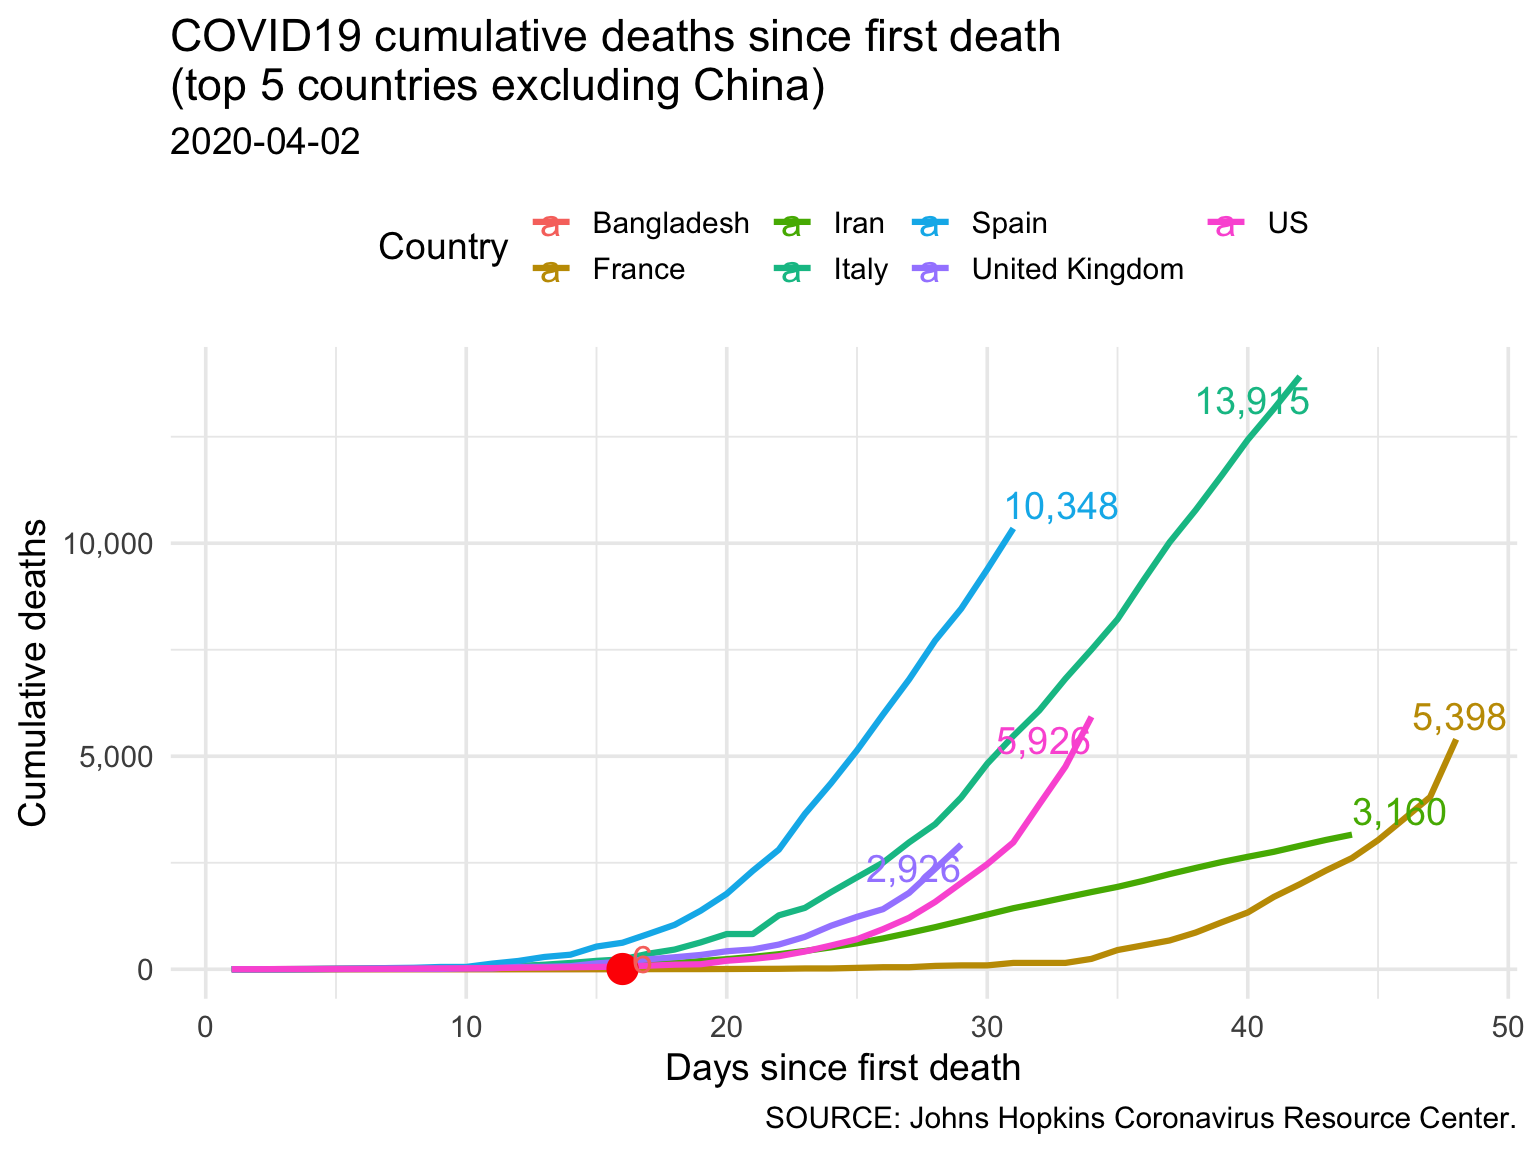 COVID19 cumulative deaths since first death
(top 5 countries excluding China)
2020-04-02
Country
a Bangladesh a Iran a Spain a US
a France a Italy a United Kingdom
Cumulative deaths
13,915
10,348
10,000
5,398
5,926
5,000
3,160
2,926
6
0
0 10 20 30 40 50
Days since first death
SOURCE: Johns Hopkins Coronavirus Resource Center.